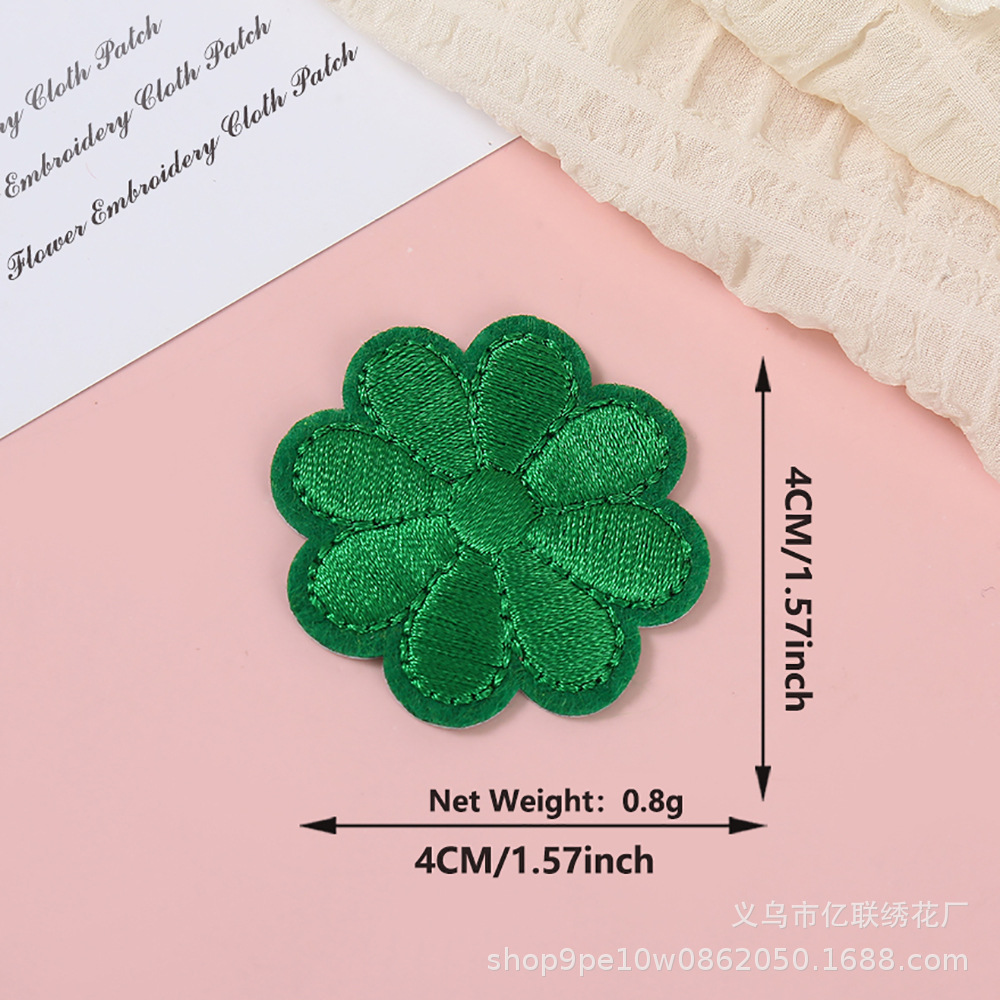 ry Cloth Patch
Embroidery Cloth Patch
Flower Embroidery Cloth Patch
4CM/1.57inch
Net Weight: 0.8g
4CM/1.57inch
义乌市亿联绣花厂
shop9pe10w0862050.1688.com